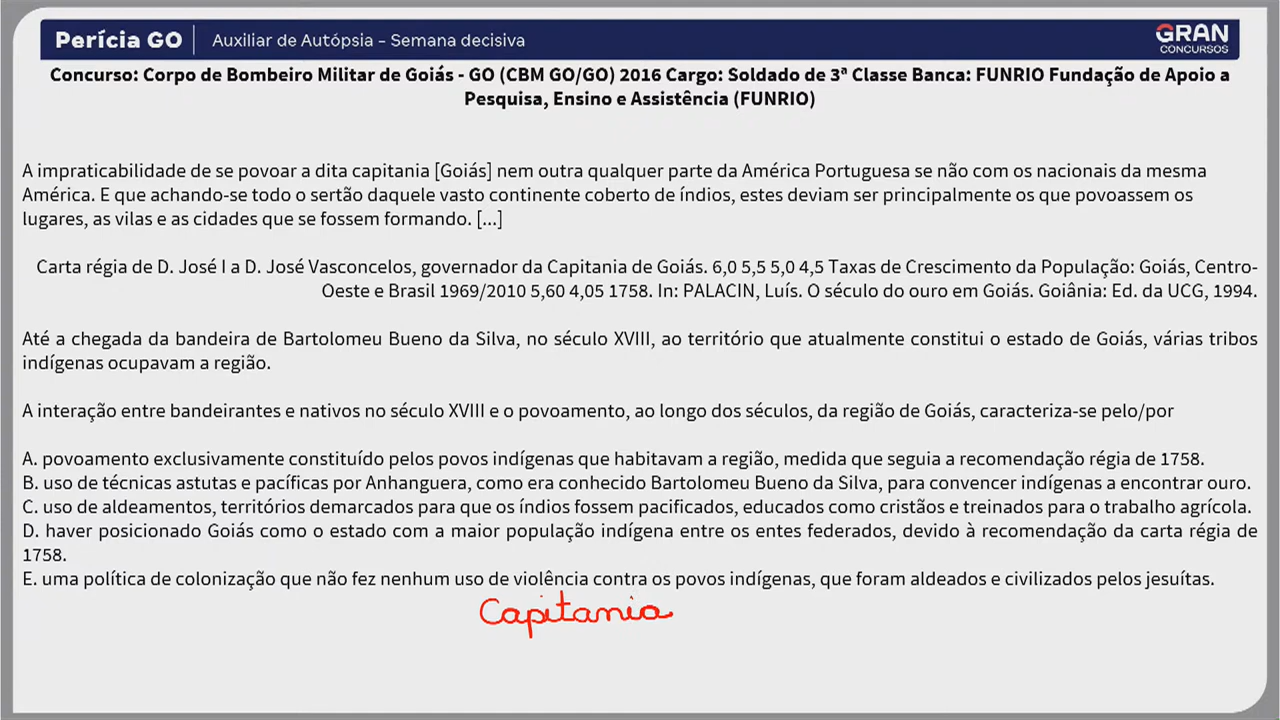 Perícia GO
Auxiliar de Autópsia – Semana decisiva
GRAN
CONCURSOS
Concurso: Corpo de Bombeiro Militar de Goiás - GO (CBM GO/GO) 2016 Cargo: Soldado de 3ª Classe Banca: FUNRIO Fundação de Apoio a
Pesquisa, Ensino e Assistência (FUNRIO)
A impraticabilidade de se povoar a dita capitania [Goiás] nem outra qualquer parte da América Portuguesa se não com os nacionais da mesma
América. E que achando-se todo o sertão daquele vasto continente coberto de índios, estes deviam ser principalmente os que povoassem os
lugares, as vilas e as cidades que se fossem formando. [...]
Carta régia de D. José I a D. José Vasconcelos, governador da Capitania de Goiás. 6,0 5,5 5,0 4,5 Taxas de Crescimento da População: Goiás, Centro-
Oeste e Brasil 1969/2010 5,60 4,05 1758. In: PALACIN, Luís. O século do ouro em Goiás. Goiânia: Ed. da UCG, 1994.
Até a chegada da bandeira de Bartolomeu Bueno da Silva, no século XVIII, ao território que atualmente constitui o estado de Goiás, várias tribos
indígenas ocupavam a região.
A interação entre bandeirantes e nativos no século XVIII e o povoamento, ao longo dos séculos, da região de Goiás, caracteriza-se pelo/por
A. povoamento exclusivamente constituído pelos povos indígenas que habitavam a região, medida que seguia a recomendação régia de 1758.
B. uso de técnicas astutas e pacíficas por Anhanguera, como era conhecido Bartolomeu Bueno da Silva, para convencer indígenas a encontrar ouro.
C. uso de aldeamentos, territórios demarcados para que os índios fossem pacificados, educados como cristãos e treinados para o trabalho agrícola.
D. haver posicionado Goiás como o estado com a maior população indígena entre os entes federados, devido à recomendação da carta régia de
1758.
E. uma política de colonização que não fez nenhum uso de violência contra os povos indígenas, que foram aldeados e civilizados pelos jesuítas.
Capitania